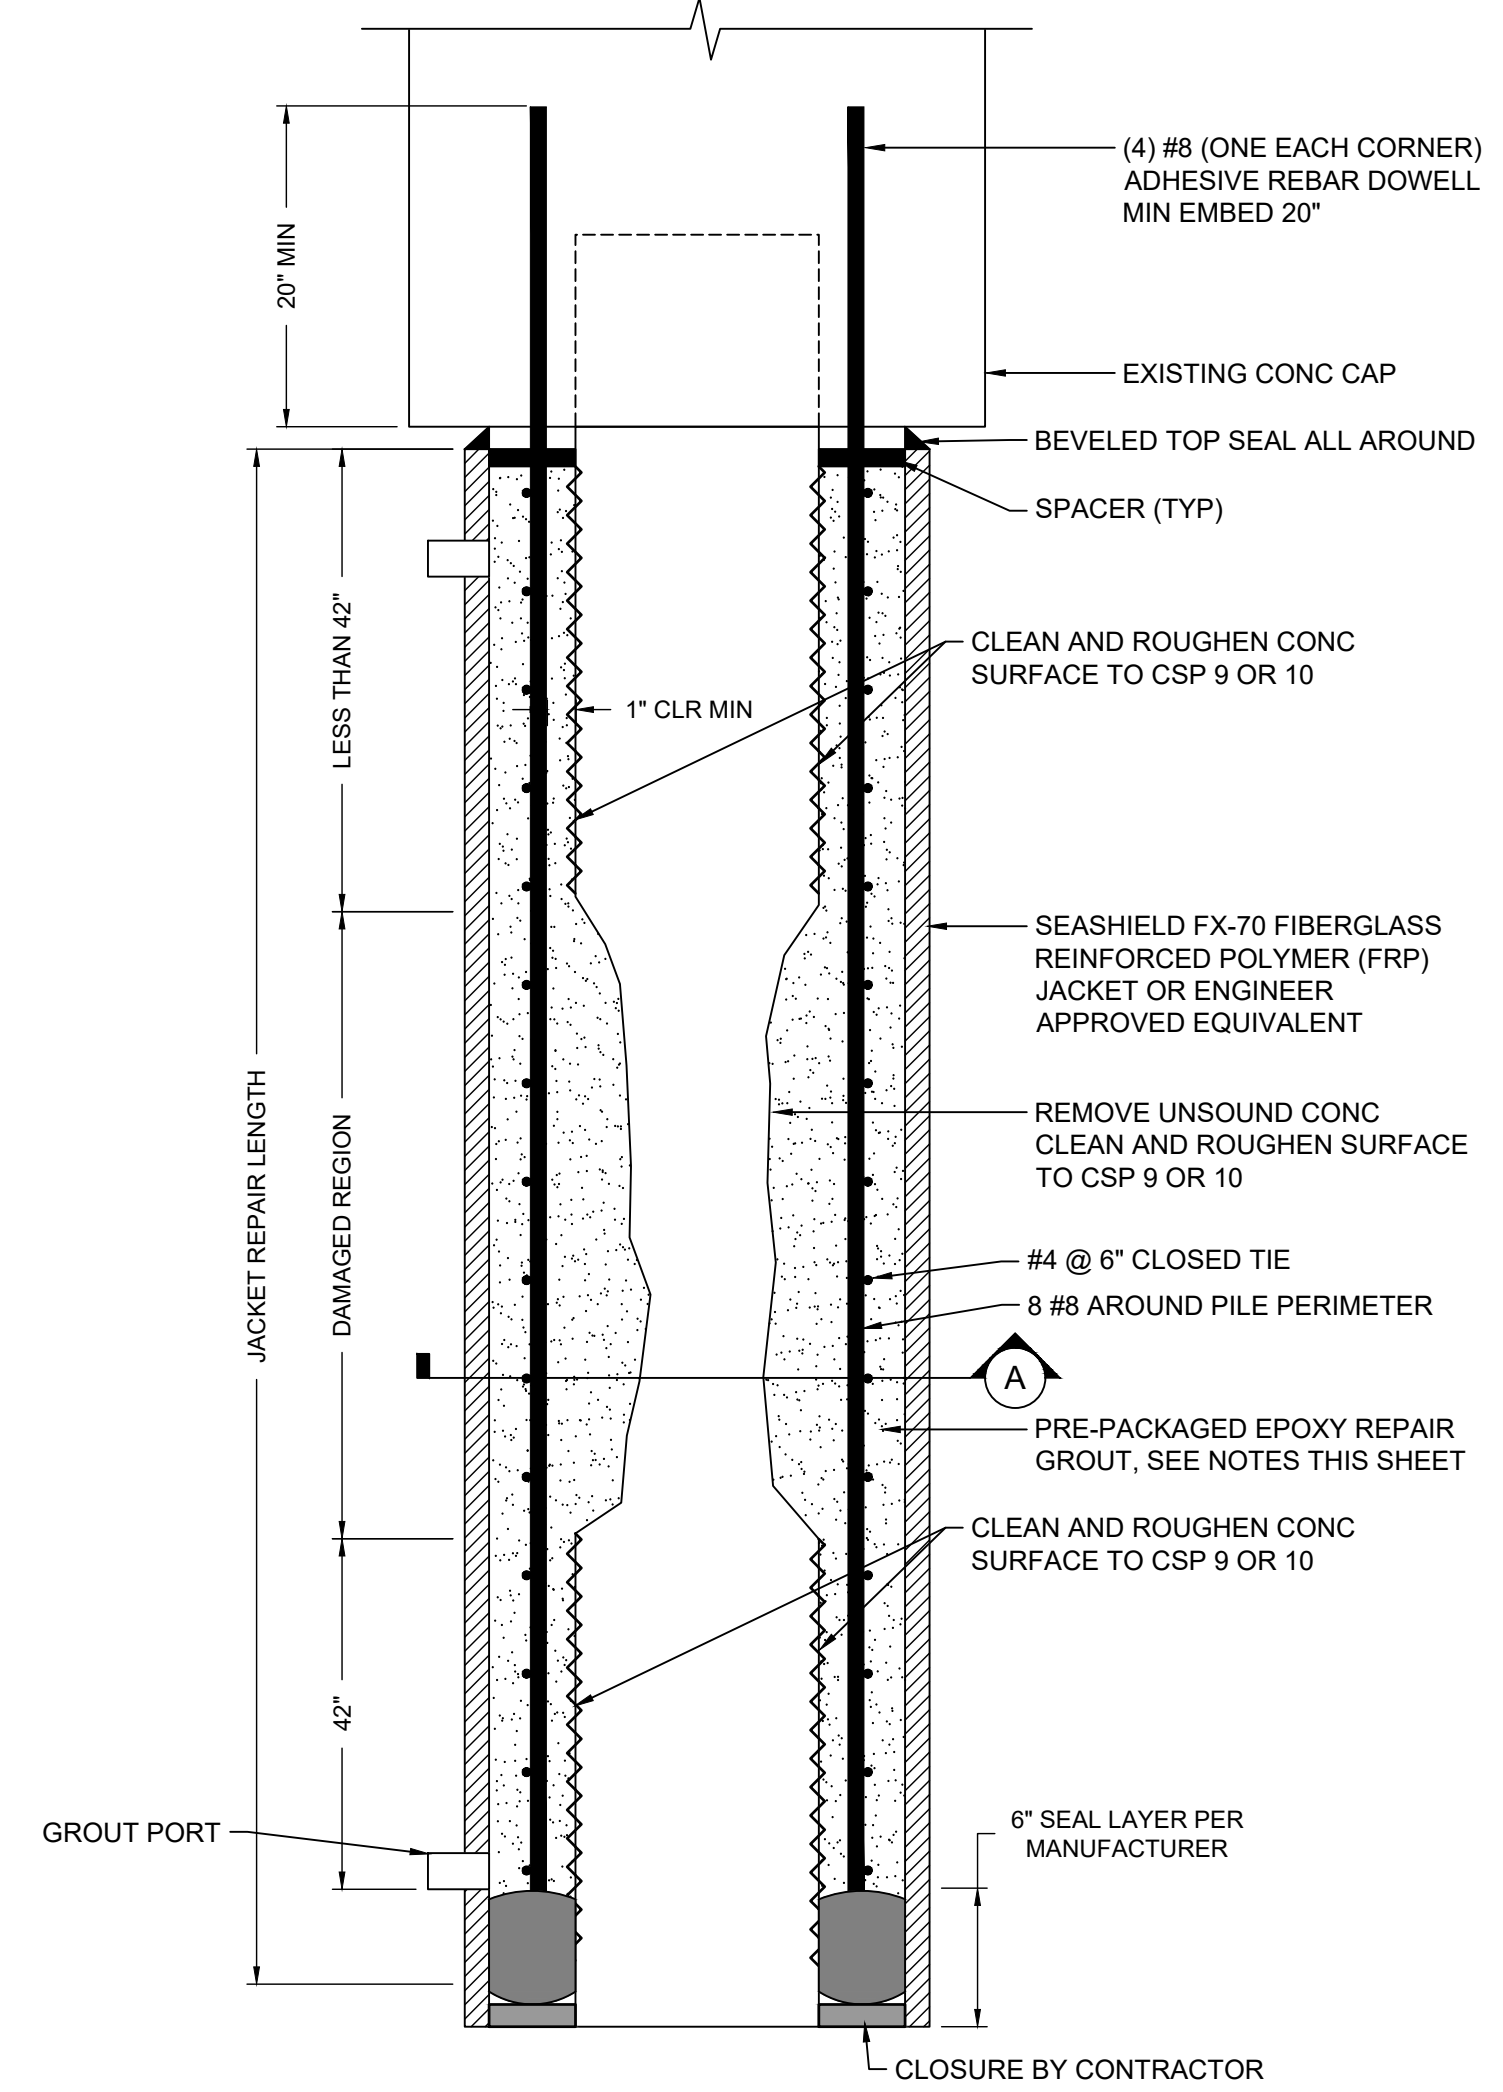 (4) #8 (ONE EACH CORNER)
ADHESIVE REBAR DOWELL
MIN EMBED 20"
20" MIN
EXISTING CONC CAP
BEVELED TOP SEAL ALL AROUND
SPACER (TYP)
LESS THAN 42"
CLEAN AND ROUGHEN CONC
SURFACE TO CSP 9 OR 10
1" CLR MIN
SEASHIELD FX-70 FIBERGLASS
REINFORCED POLYMER (FRP)
JACKET OR ENGINEER
APPROVED EQUIVALENT
JACKET REPAIR LENGTH
DAMAGED REGION
REMOVE UNSOUND CONC
CLEAN AND ROUGHEN SURFACE
TO CSP 9 OR 10
#4 @ 6" CLOSED TIE
8 #8 AROUND PILE PERIMETER
A
PRE-PACKAGED EPOXY REPAIR
GROUT, SEE NOTES THIS SHEET
CLEAN AND ROUGHEN CONC
SURFACE TO CSP 9 OR 10
42"
GROUT PORT
6" SEAL LAYER PER
MANUFACTURER
CLOSURE BY CONTRACTOR